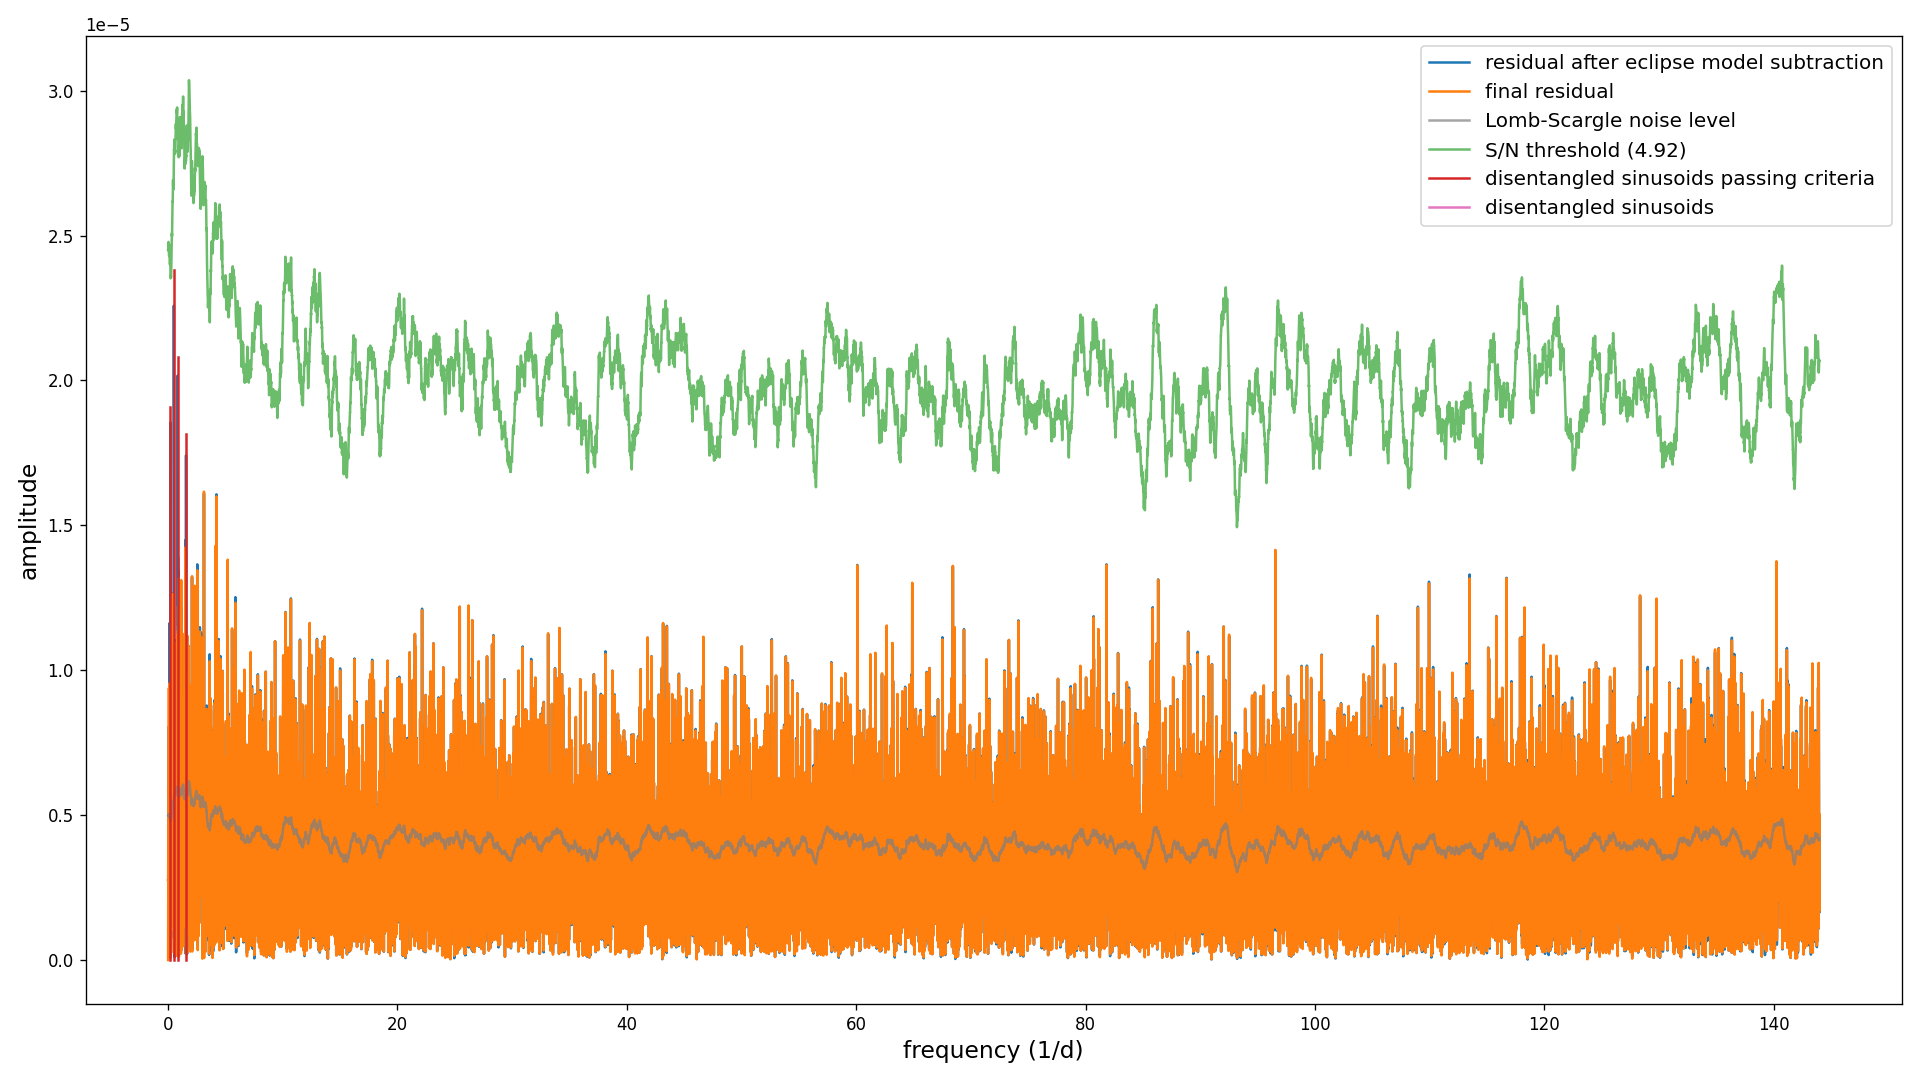 1e−5
3.0
2.5
2.0
1.5
1.0
0.5
0.0
amplitude
residual after eclipse model subtraction
final residual
Lomb-Scargle noise level
S/N threshold (4.92)
disentangled sinusoids passing criteria
disentangled sinusoids
0 20 40 60 80 100 120 140
frequency (1/d)